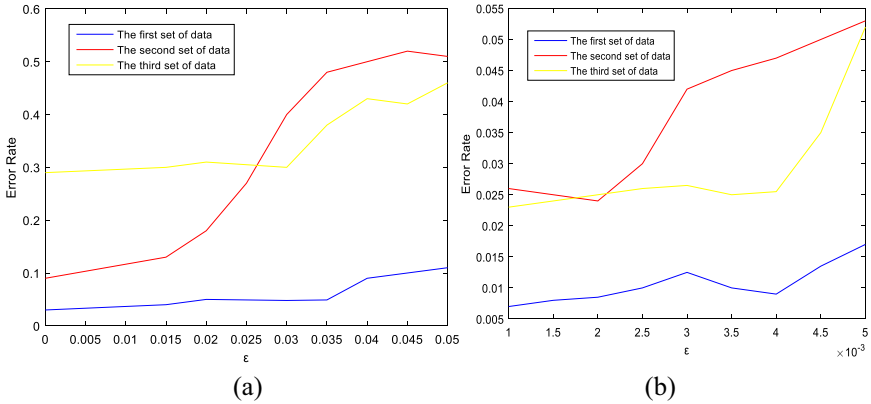 0.6
0.5
0.4
0.3
0.2
0.1
0
Error Rate
The first set of data
The second set of data
The third set of data
0 0.005 0.01 0.015 0.02 0.025 0.03 0.035 0.04 0.045 0.05
ε
(a)
0.055
0.05
0.045
0.04
0.035
0.03
0.025
0.02
0.015
0.01
0.005
Error Rate
The first set of data
The second set of data
The third set of data
1 1.5 2 2.5 3 3.5 4 4.5 5
ε
×10⁻³
(b)